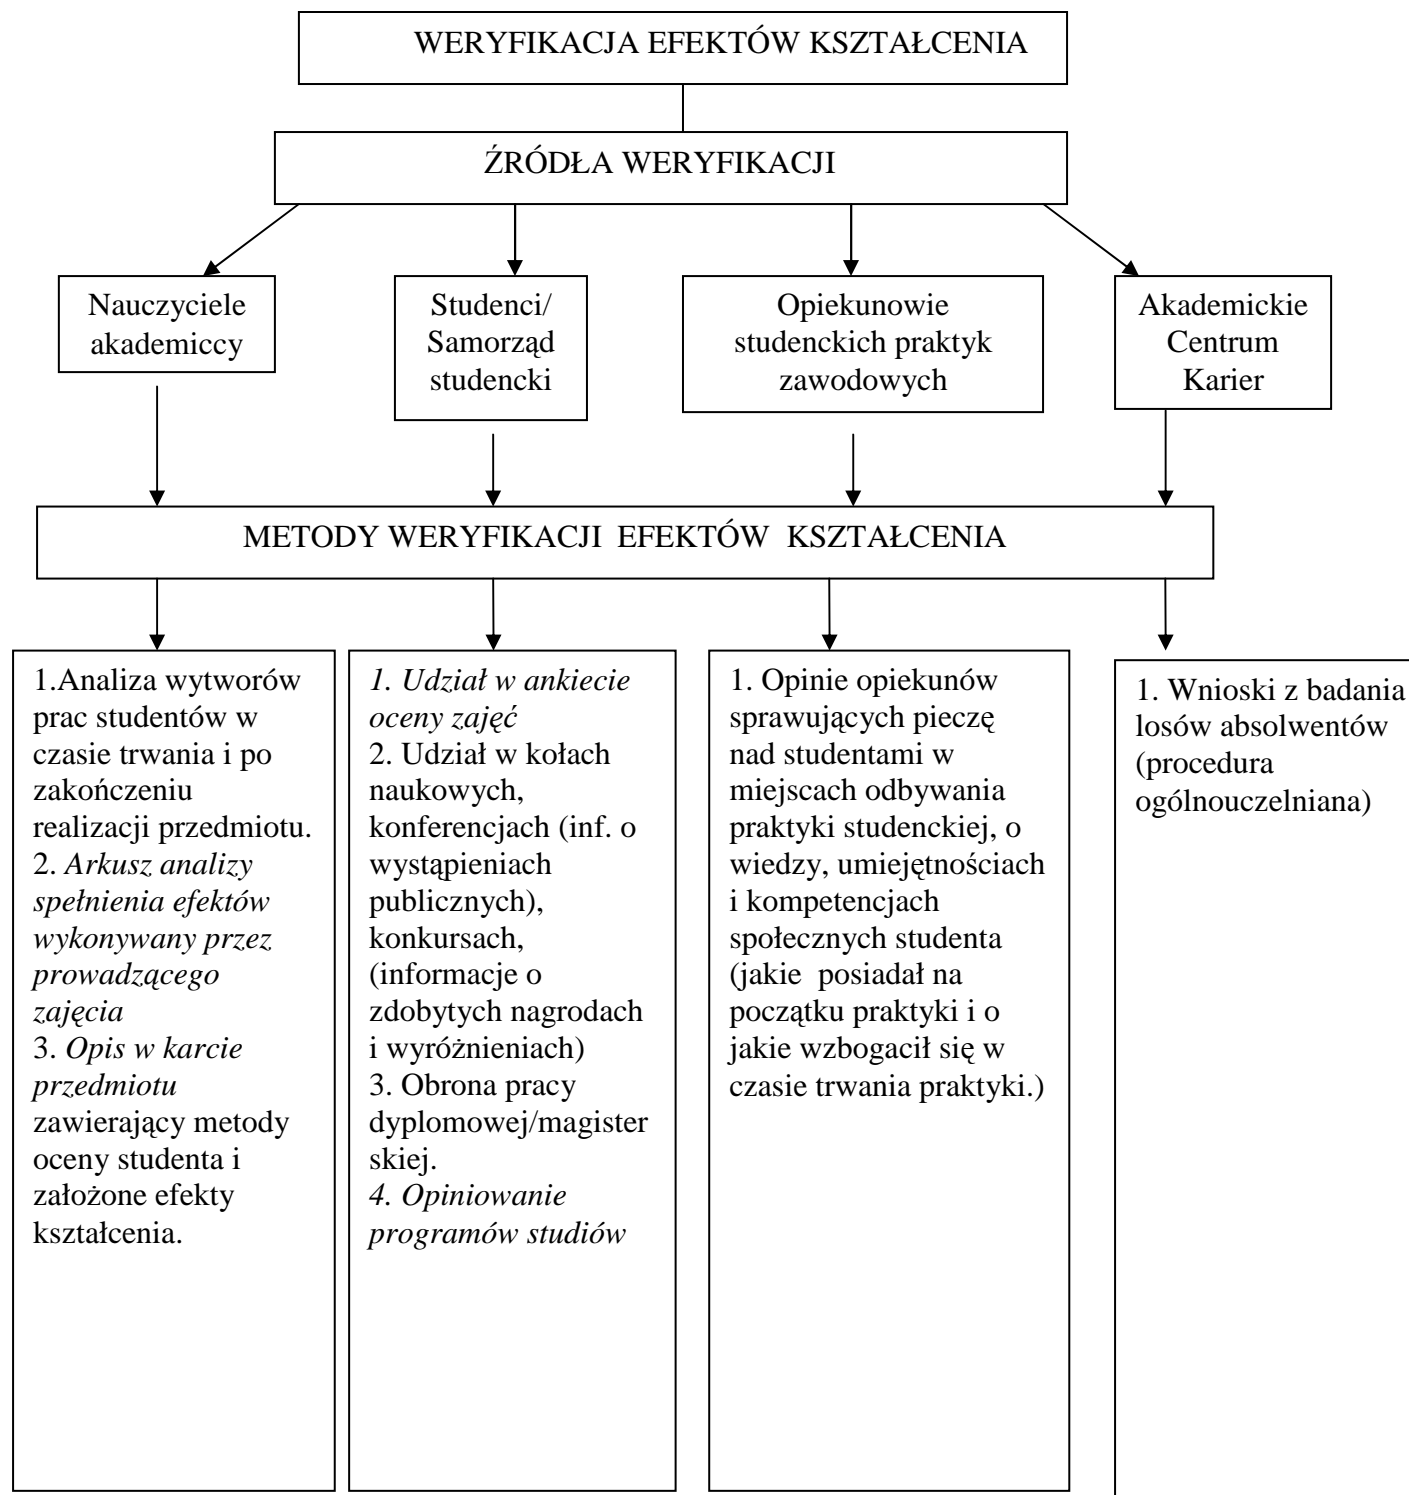 WERYFIKACJA EFEKTÓW KSZTAŁCENIA
ŹRÓDŁA WERYFIKACJI
Nauczyciele
akademiccy
Studenci/
Samorząd
studencki
Opiekunowie
studenckich praktyk
zawodowych
Akademickie
Centrum
Karier
METODY WERYFIKACJI EFEKTÓW KSZTAŁCENIA
1.Analiza wytworów
prac studentów w
czasie trwania i po
zakończeniu
realizacji przedmiotu.
2. Arkusz analizy
spełnienia efektów
wykonywany przez
prowadzącego
zajęcia
3. Opis w karcie
przedmiotu
zawierający metody
oceny studenta i
założone efekty
kształcenia.
1. Udział w ankiecie
oceny zajęć
2. Udział w kołach
naukowych,
konferencjach (inf. o
wystąpieniach
publicznych),
konkursach,
(informacje o
zdobytych nagrodach
i wyróżnieniach)
3. Obrona pracy
dyplomowej/magister
skiej.
4. Opiniowanie
programów studiów
1. Opinie opiekunów
sprawujących pieczę
nad studentami w
miejscach odbywania
praktyki studenckiej, o
wiedzy, umiejętnościach
i kompetencjach
społecznych studenta
(jakie posiadał na
początku praktyki i o
jakie wzbogacił się w
czasie trwania praktyki.)
1. Wnioski z badania
losów absolwentów
(procedura
ogólnouczelniana)